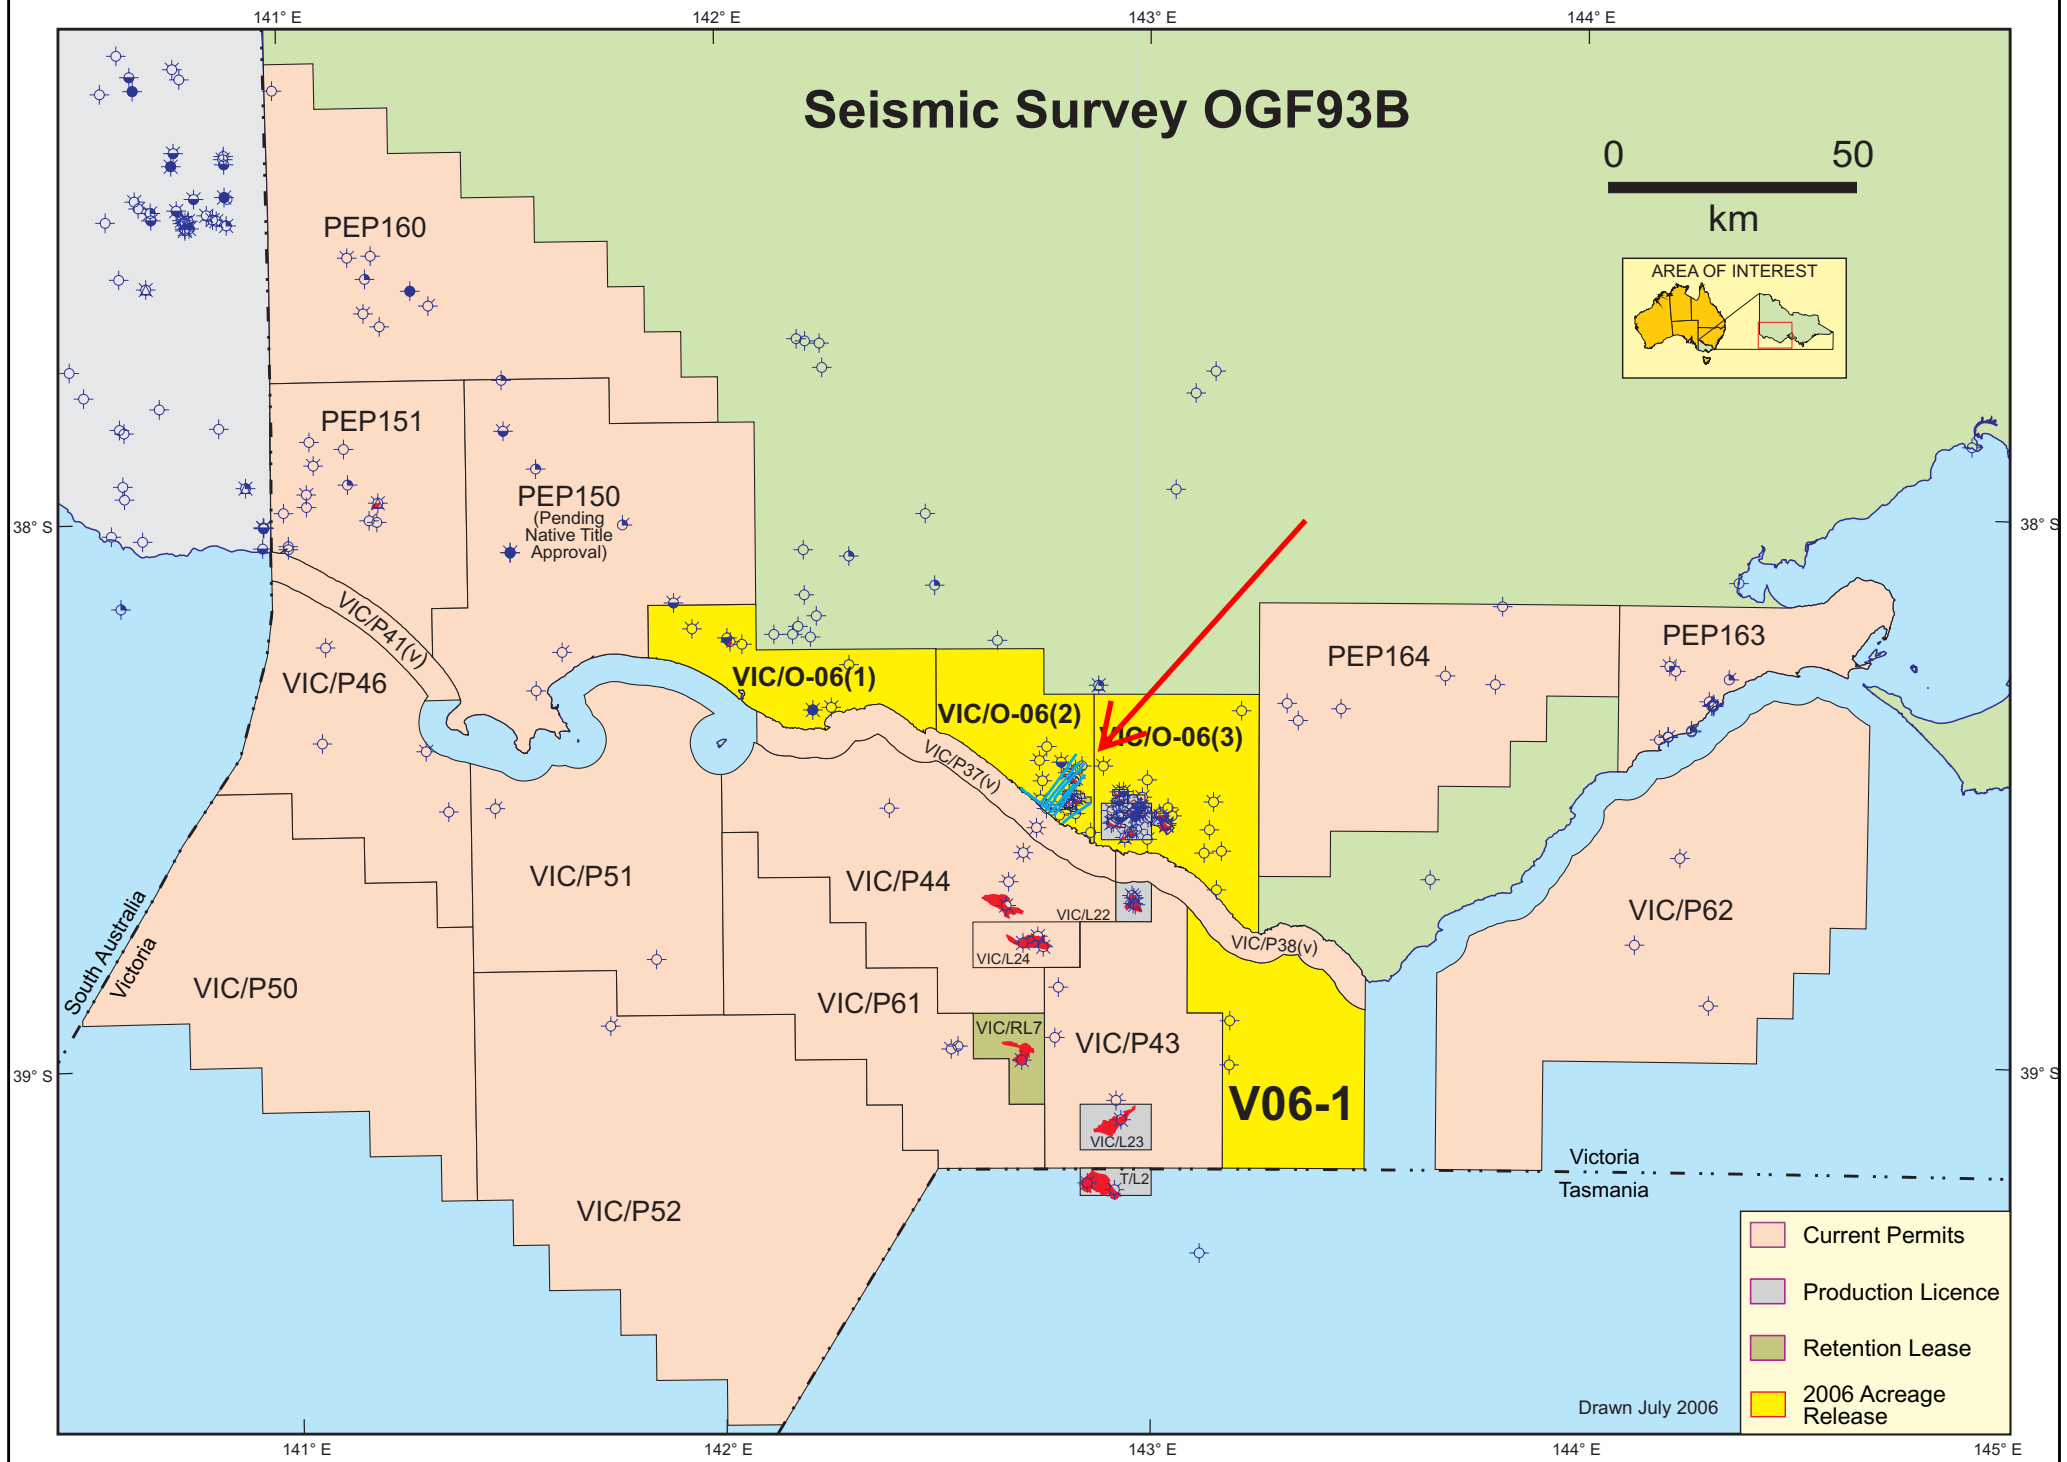 141° E
142° E
143° E
144° E
Seismic Survey OGF93B
0
50
km
AREA OF INTEREST
PEP160
PEP151
PEP150
(Pending
Native Title
Approval)
38° S
38° S
VIC/P41(v)
VIC/P46
VIC/O-06(1)
VIC/O-06(2)
VIC/O-06(3)
PEP164
PEP163
VIC/P37(v)
VIC/P51
VIC/P44
VIC/L22
VIC/P62
VIC/P38(v)
VIC/L24
South Australia
Victoria
VIC/P50
VIC/P61
VIC/RL7
VIC/P43
39° S
39° S
V06-1
VIC/L23
T/L2
Victoria
Tasmania
VIC/P52
Current Permits
Production Licence
Retention Lease
2006 Acreage
Release
Drawn July 2006
141° E
142° E
143° E
144° E
145° E